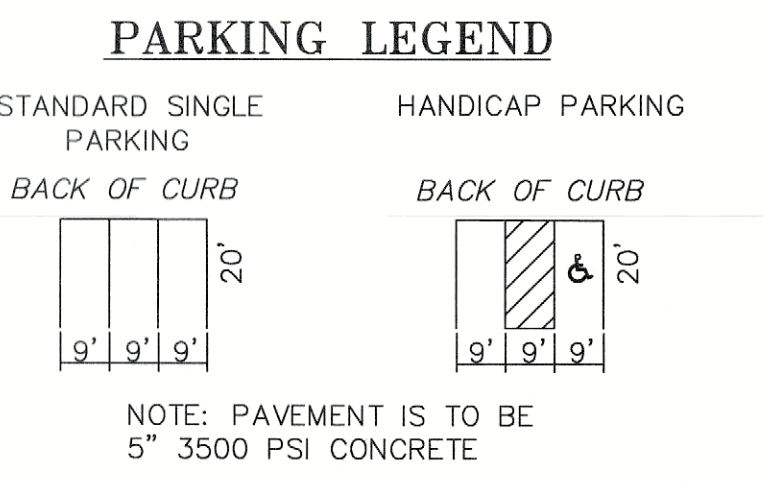 PARKING LEGEND
STANDARD SINGLE
PARKING
BACK OF CURB
20'
9' 9' 9'
HANDICAP PARKING
BACK OF CURB
20'
9' 9' 9'
NOTE: PAVEMENT IS TO BE
5" 3500 PSI CONCRETE